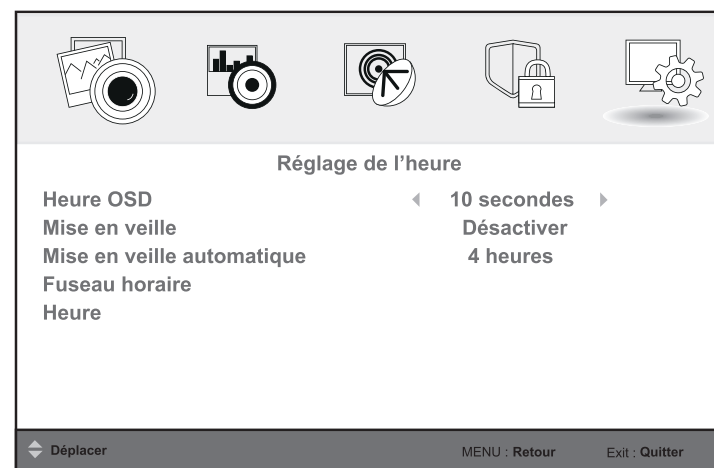 Réglage de l’heure
Heure OSD 10 secondes
Mise en veille Désactiver
Mise en veille automatique 4 heures
Fuseau horaire
Heure
Déplacer MENU : Retour Exit : Quitter